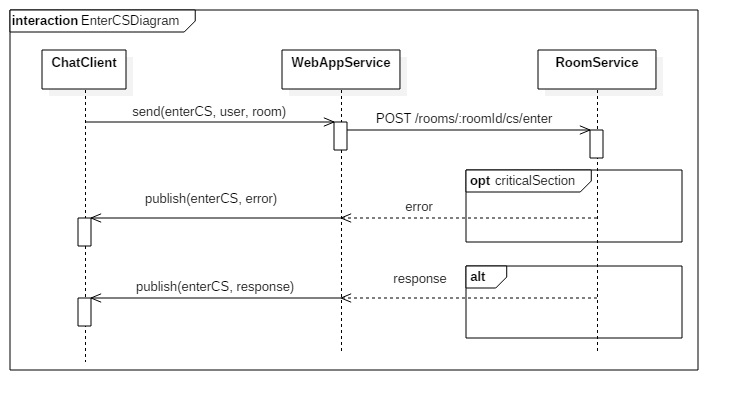 interaction EnterCSDiagram
ChatClient
WebAppService
RoomService
send(enterCS, user, room)
POST /rooms/:roomId/cs/enter
opt criticalSection
publish(enterCS, error)
error
alt
publish(enterCS, response)
response